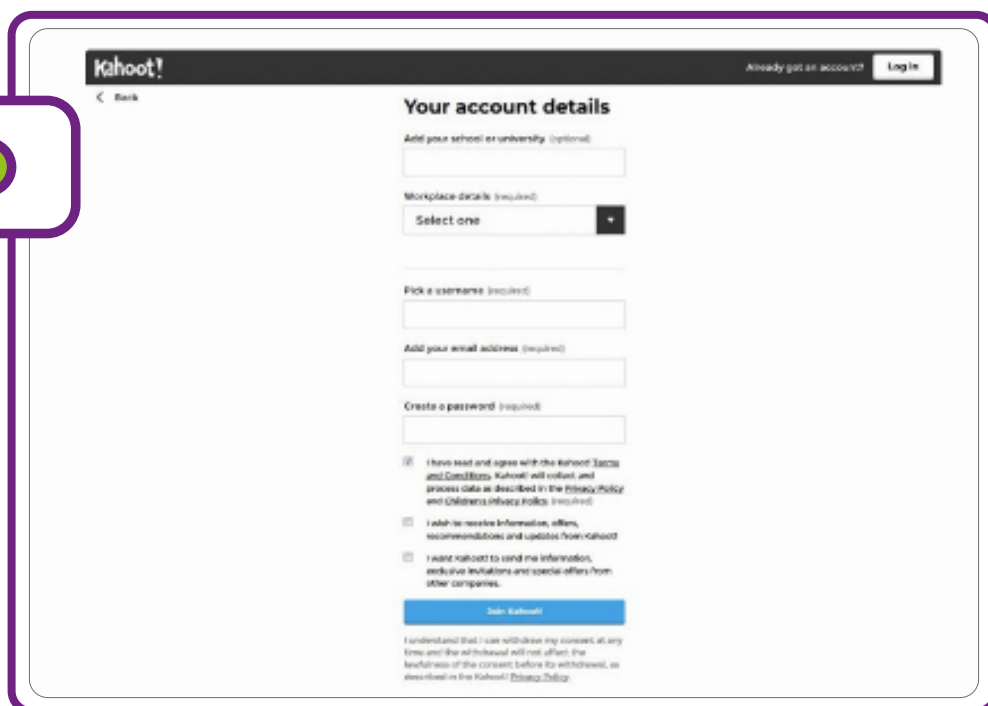 Kahoot!
Already got an account?
Log in
Back
Your account details
Add your school or university (optional)
Workplace details (required)
Select one
Pick a username (required)
Add your email address (required)
Create a password (required)
I have read and agree with the Kahoot! Terms
and Conditions. Kahoot! will collect and
process data as described in the Privacy Policy
and Children's Privacy Policy. (required)
I wish to receive information, offers,
recommendations and updates from Kahoot!
I want Kahoot! to send me information,
exclusive invitations and special offers from
other companies.
Join Kahoot!
I understand that I can withdraw my consent at any
time and the withdrawal will not affect the
lawfulness of the consent before its withdrawal, as
described in the Kahoot! Privacy Policy.